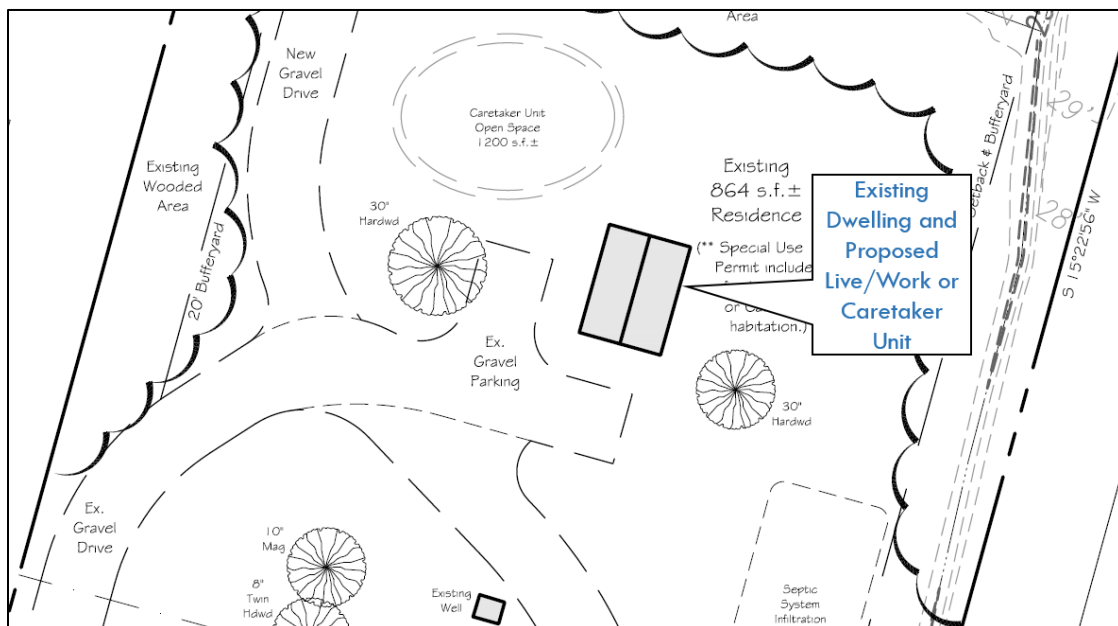 Area
New
Gravel
Drive
Caretaker Unit
Open Space
1200 s.f.±
Existing
Wooded
Area
20' Bufferyard
30"
Hardwd
Existing
864 s.f.±
Residence
(** Special Use
Permit include
habitation.)
Existing
Dwelling and
Proposed
Live/Work or
Caretaker
Unit
Setback & Bufferyard
29'
28'
S 15°22'56" W
Ex.
Gravel
Parking
30"
Hardwd
Ex.
Gravel
Drive
10"
Mag
8"
Twin
Hdwd
Existing
Well
Septic
System
Infiltration